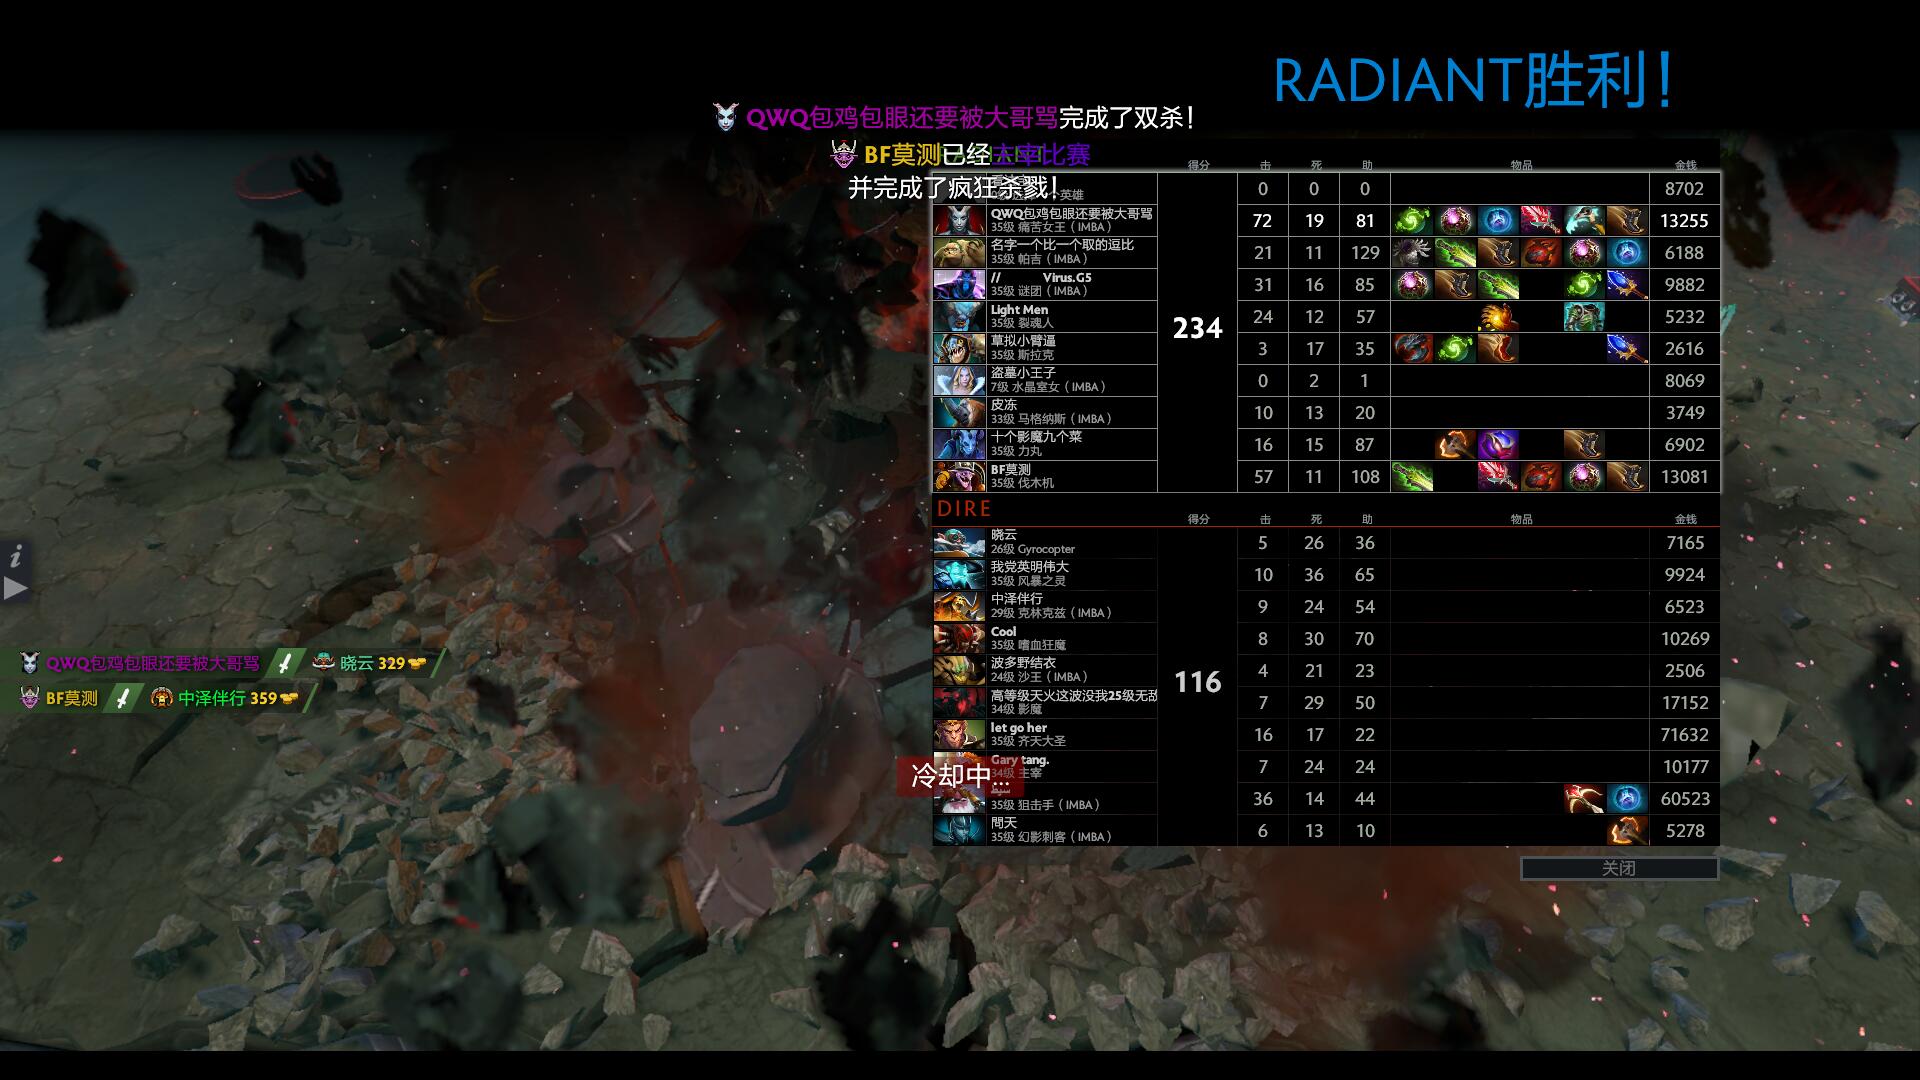 RADIANT胜利!
QWQ包鸡包眼还要被大哥骂完成了双杀!
BF莫测已经主宰比赛
并完成了疯狂杀戮!
得分 击 死 助 物品 金钱
0 0 0 8702
QWQ包鸡包眼还要被大哥骂
35级 痛苦女王 (IMBA)
72 19 81 13255
名字一个比一个取的逗比
35级 帕吉 (IMBA)
21 11 129 6188
// Virus.G5
35级 谜团 (IMBA)
31 16 85 9882
Light Men
35级 裂魂人
24 12 57 5232
234
草拟小臂逼
35级 斯拉克
3 17 35 2616
盗墓小王子
7级 水晶室女 (IMBA)
0 2 1 8069
皮冻
33级 马格纳斯 (IMBA)
10 13 20 3749
十个影魔九个菜
35级 力丸
16 15 87 6902
BF莫测
35级 伐木机
57 11 108 13081
DIRE
得分 击 死 助 物品 金钱
晓云
26级 Gyrocopter
5 26 36 7165
我党英明伟大
35级 风暴之灵
10 36 65 9924
中泽伴行
29级 克林克兹 (IMBA)
9 24 54 6523
Cool
35级 嗜血狂魔
8 30 70 10269
波多野结衣
24级 沙王 (IMBA)
4 21 23 2506
116
高等级天火这波没我25级无敌
34级 影魔
7 29 50 17152
let go her
35级 齐天大圣
16 17 22 71632
Gary tang.
34级 主宰
7 24 24 10177
35级 狙击手 (IMBA)
36 14 44 60523
問天
35级 幻影刺客 (IMBA)
6 13 10 5278
冷却中...
关闭
QWQ包鸡包眼还要被大哥骂 晓云 329
BF莫测 中泽伴行 359